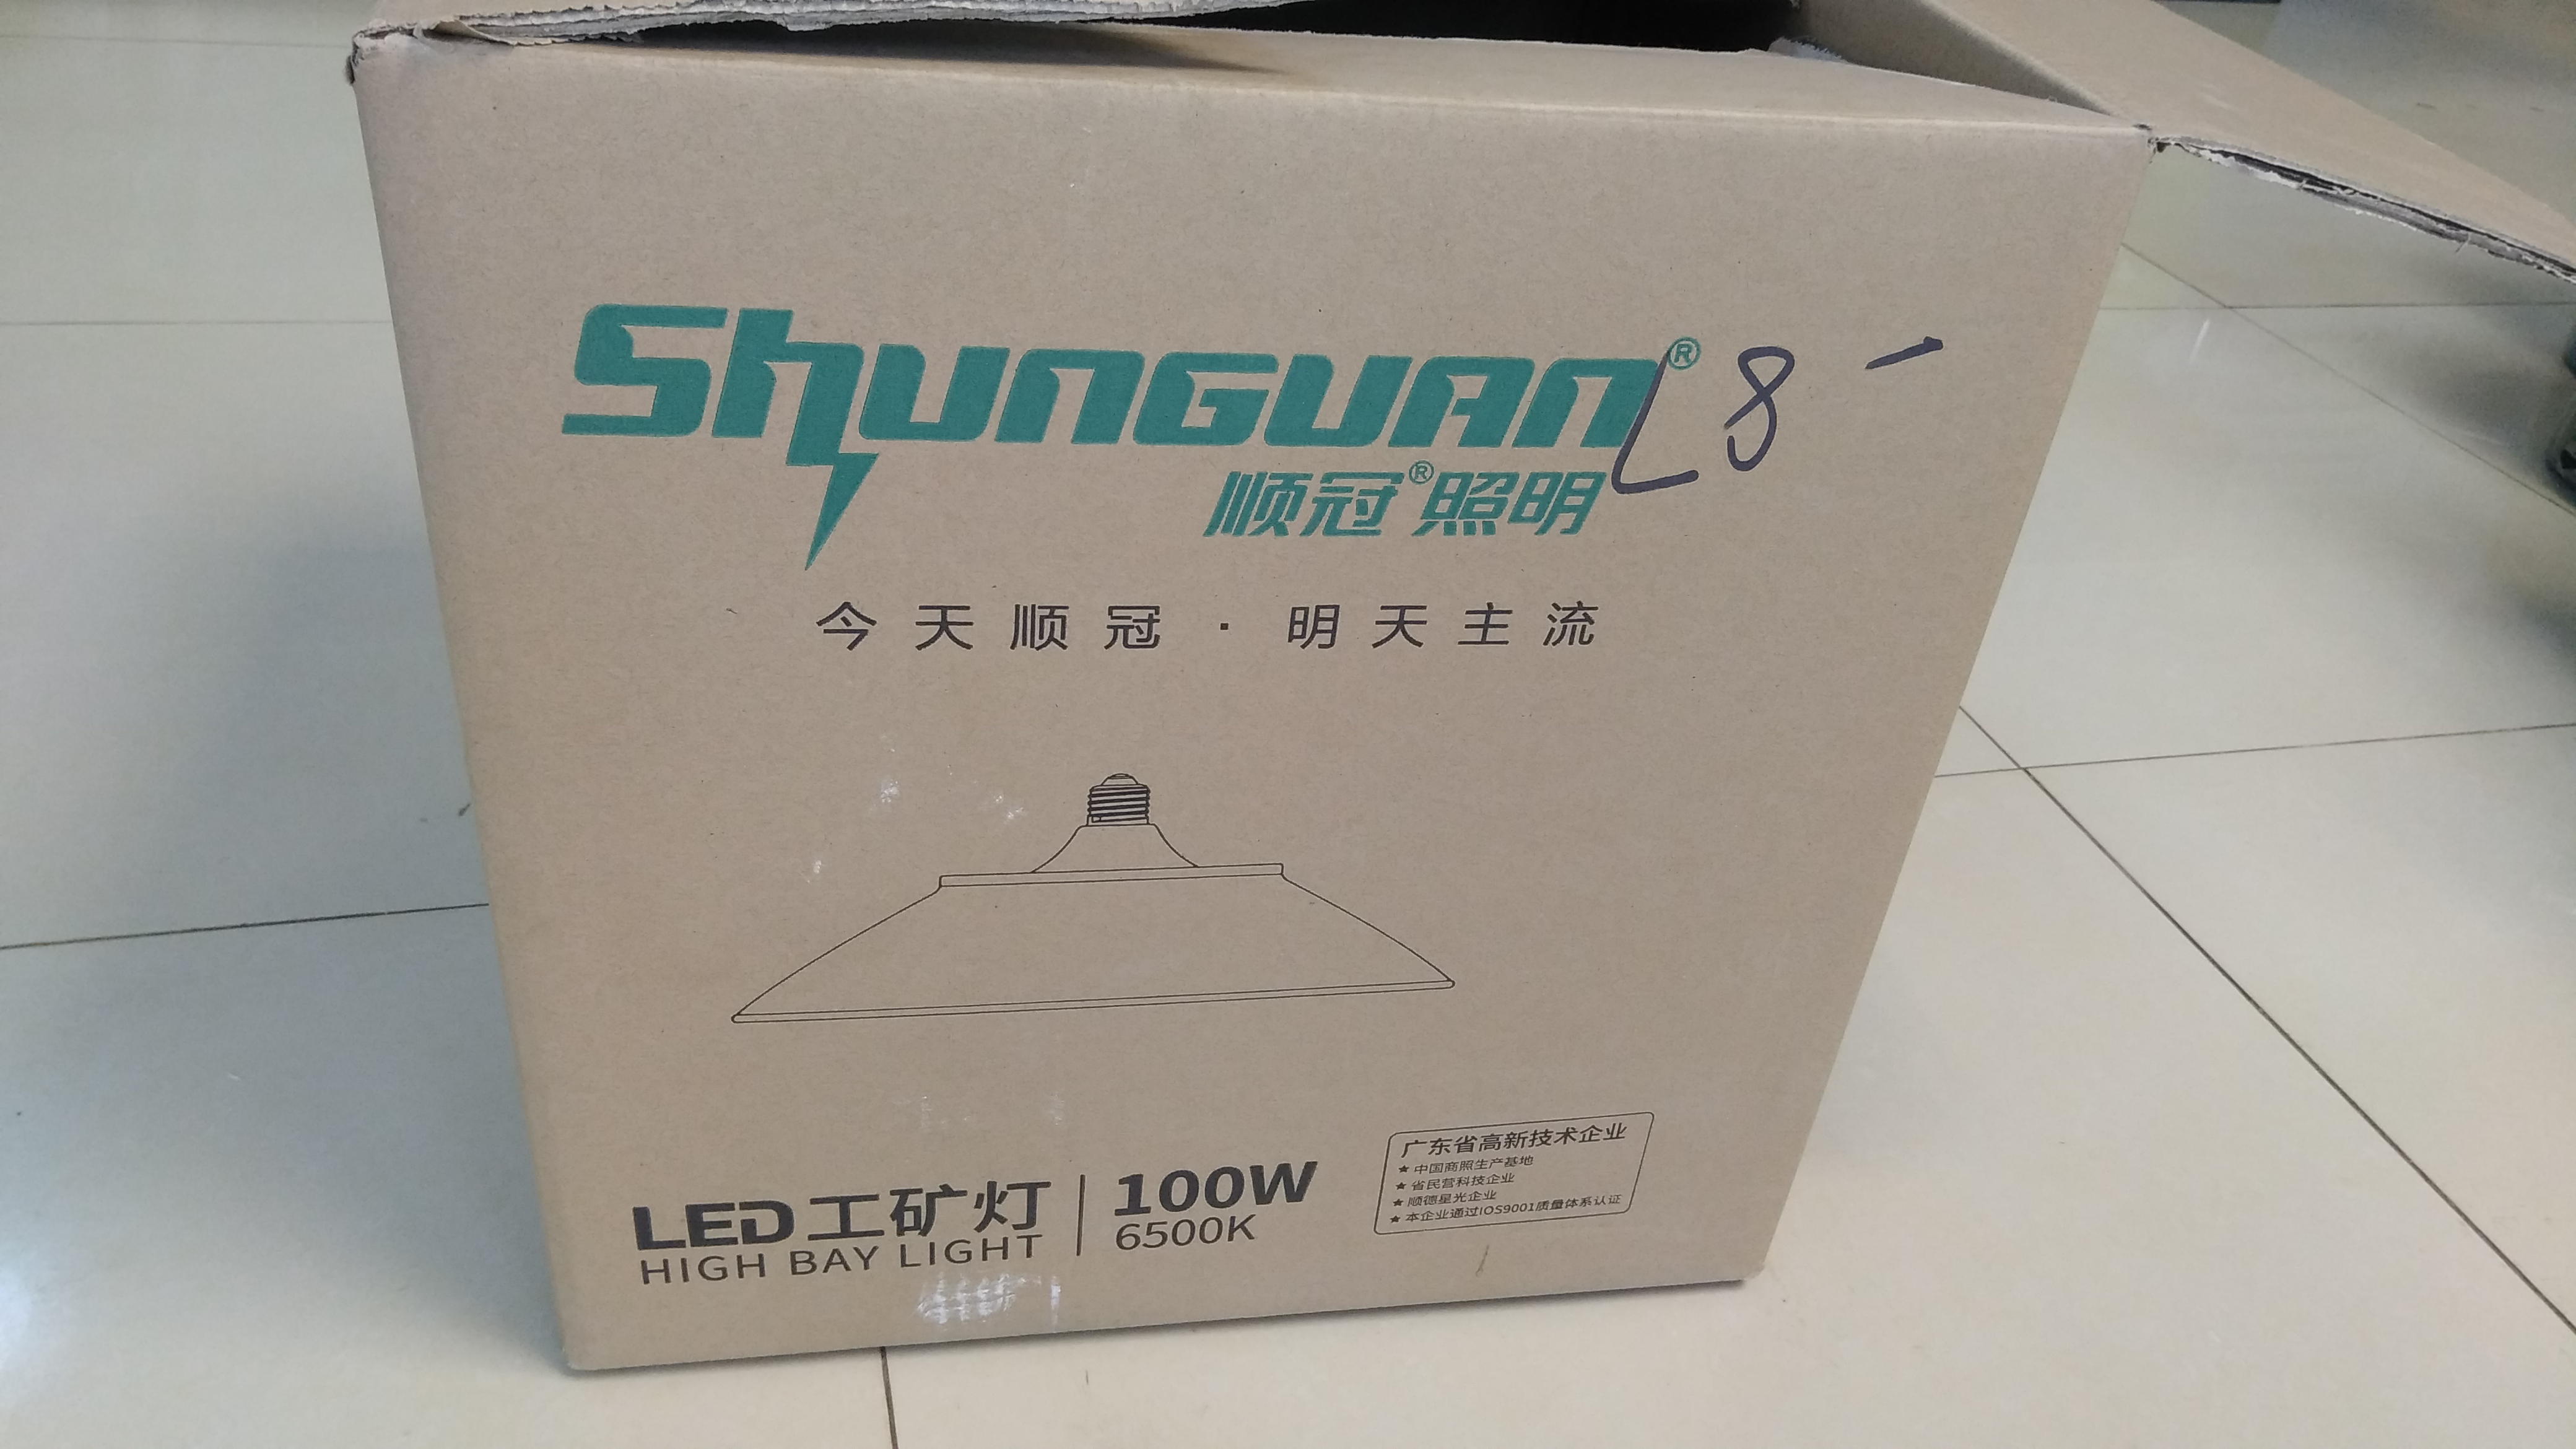 Shunguan®
L8-
顺冠®照明
今天顺冠·明天主流
LED工矿灯
HIGH BAY LIGHT
100W
6500K
广东省高新技术企业
★中国商照生产基地
★省民营科技企业
★顺德星光企业
★本企业通过IOS9001质量体系认证